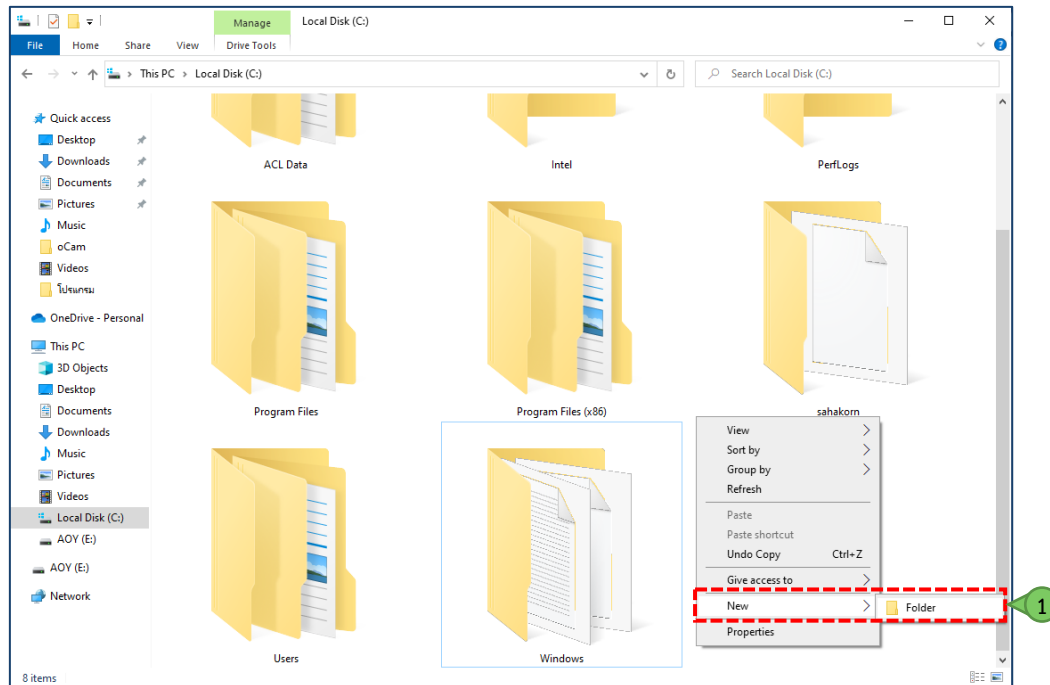 Manage Local Disk (C:)
File Home Share View Drive Tools
This PC Local Disk (C:) Search Local Disk (C:)
Quick access
Desktop
Downloads
Documents
Pictures
Music
oCam
Videos
โปรแกรม
OneDrive - Personal
This PC
3D Objects
Desktop
Documents
Downloads
Music
Pictures
Videos
Local Disk (C:)
AOY (E:)
AOY (E:)
Network
ACL Data Intel PerfLogs
Program Files Program Files (x86) sahakorn
Users Windows
View
Sort by
Group by
Refresh
Paste
Paste shortcut
Undo Copy Ctrl+Z
Give access to
New Folder 1
Properties
8 items